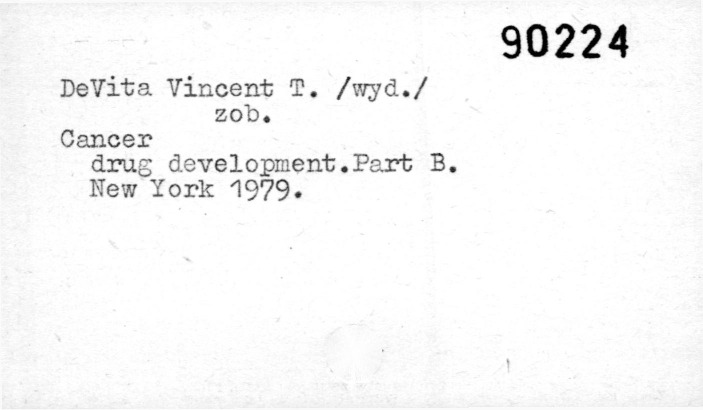 90224
DeVita Vincent T. /wyd./
zob.
Cancer
drug development.Part B.
New York 1979.